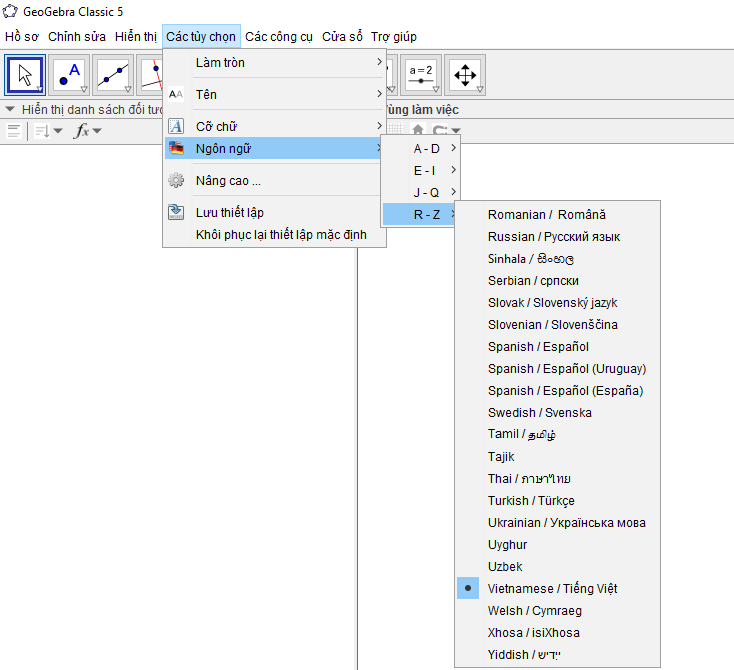 GeoGebra Classic 5
Hồ sơ Chỉnh sửa Hiển thị Các tùy chọn Các công cụ Cửa sổ Trợ giúp
A
a=2
Hiển thị danh sách đối tượ
ùng làm việc
fx
Làm tròn
AA Tên
A Cỡ chữ
Ngôn ngữ
Nâng cao ...
Lưu thiết lập
Khôi phục lại thiết lập mặc định
A - D
E - I
J - Q
R - Z
Romanian / Română
Russian / Русский язык
Sinhala / සිංහල
Serbian / српски
Slovak / Slovenský jazyk
Slovenian / Slovenščina
Spanish / Español
Spanish / Español (Uruguay)
Spanish / Español (España)
Swedish / Svenska
Tamil / தமிழ்
Tajik
Thai / ภาษาไทย
Turkish / Türkçe
Ukrainian / Українська мова
Uyghur
Uzbek
Vietnamese / Tiếng Việt
Welsh / Cymraeg
Xhosa / isiXhosa
Yiddish / ייִדיש